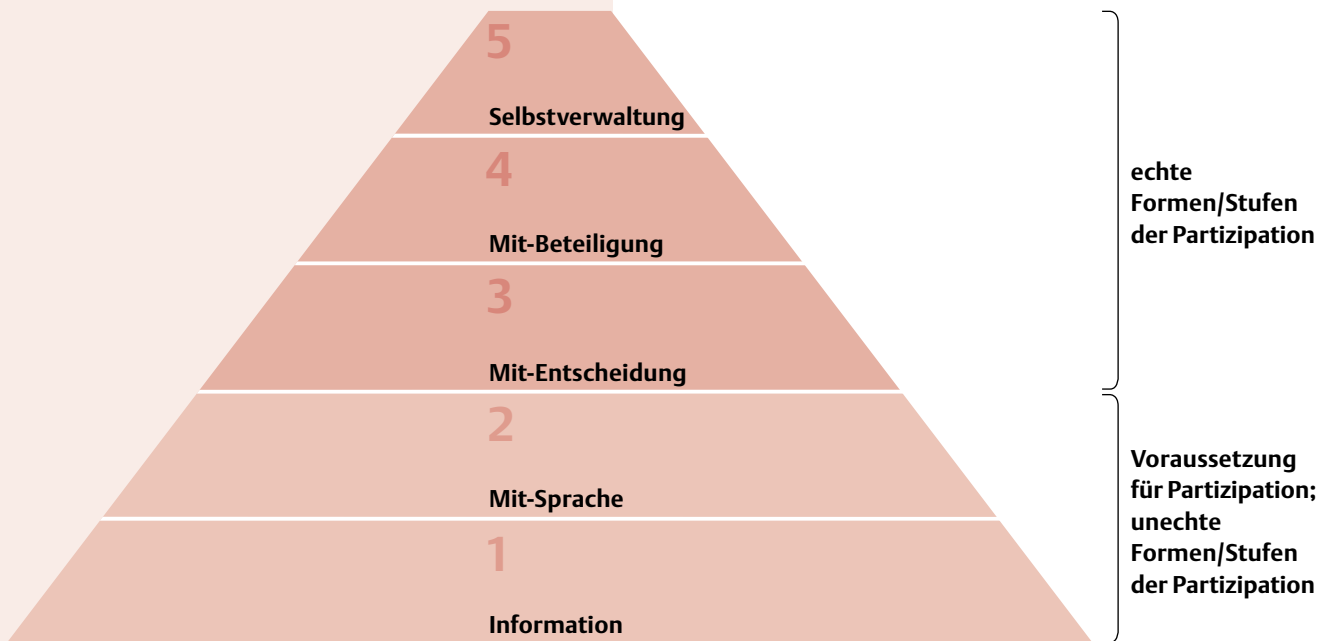 5
Selbstverwaltung
4
Mit-Beteiligung
3
Mit-Entscheidung
2
Mit-Sprache
1
Information
echte
Formen/Stufen
der Partizipation
Voraussetzung
für Partizipation;
unechte
Formen/Stufen
der Partizipation